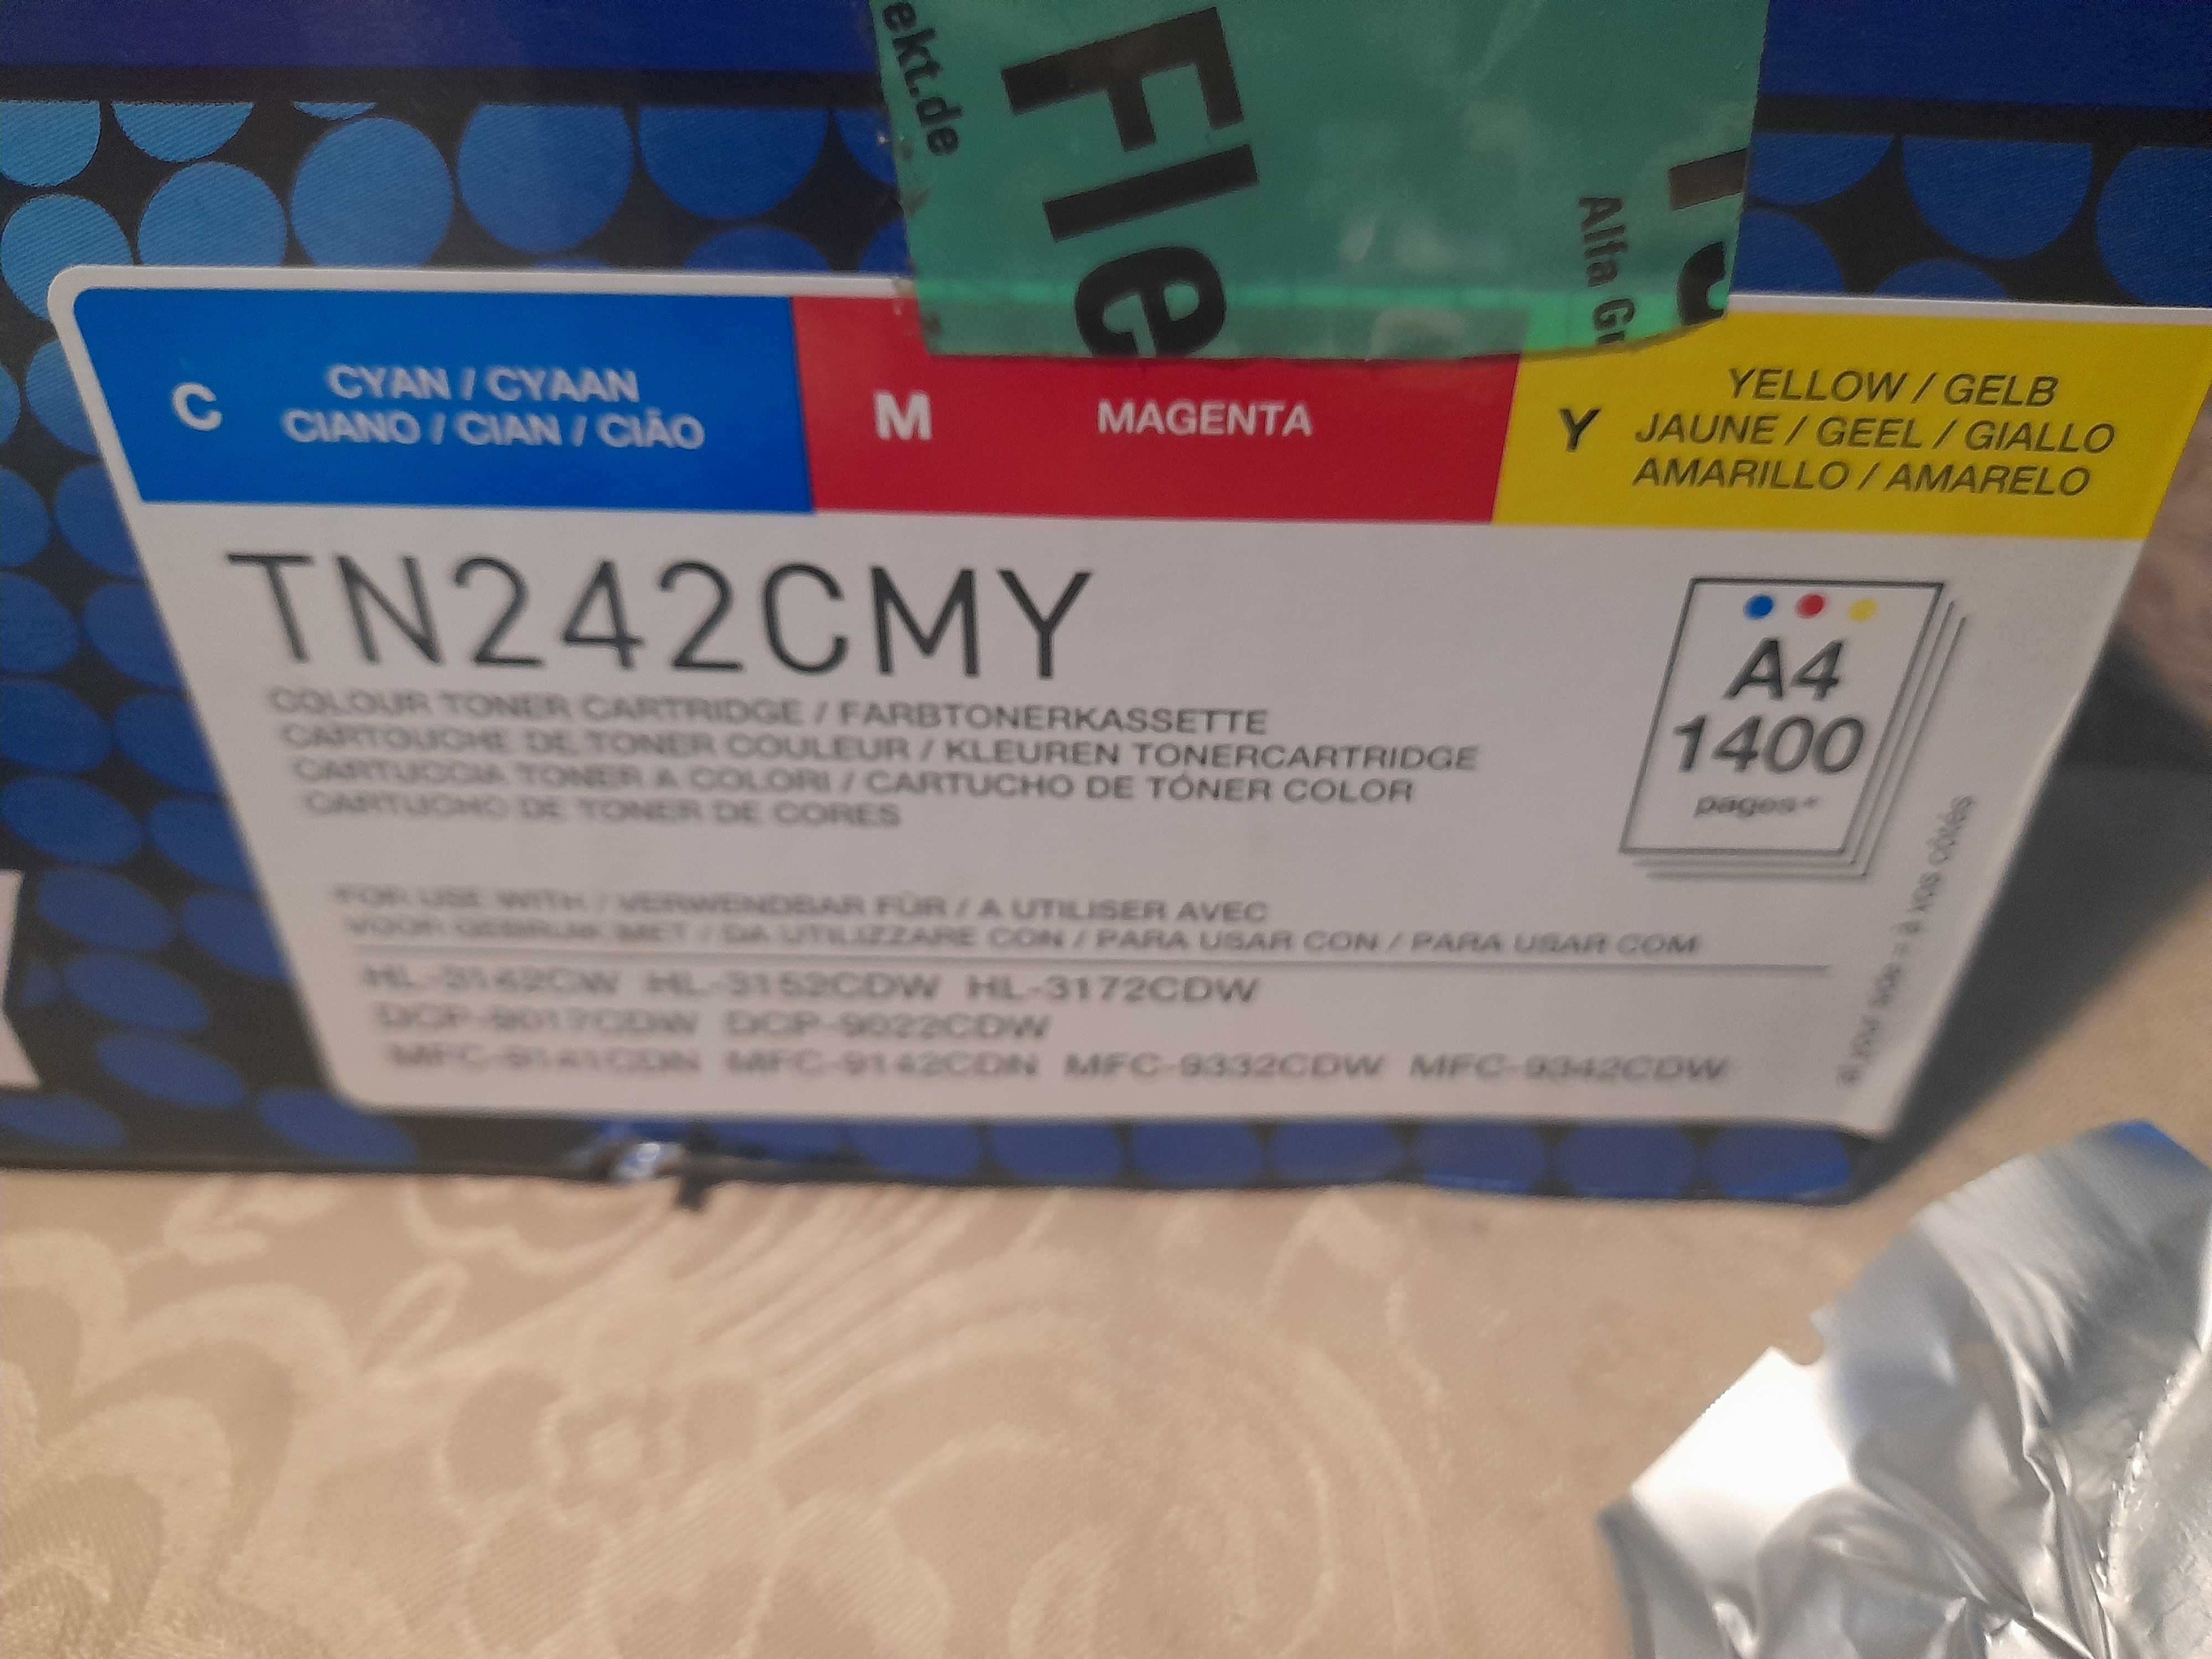 ekt.de
Fle
Alfa Gr
C
CYAN / CYAAN
CIANO / CIAN / CIÃO
M
MAGENTA
Y
YELLOW / GELB
JAUNE / GEEL / GIALLO
AMARILLO / AMARELO
TN242CMY
COLOUR TONER CARTRIDGE / FARBTONERKASSETTE
CARTOUCHE DE TONER COULEUR / KLEUREN TONERCARTRIDGE
CARTUCCIA TONER A COLORI / CARTUCHO DE TÓNER COLOR
CARTUCHO DE TONER DE CORES
A4
1400
pages*
FOR USE WITH / VERWENDBAR FÜR / A UTILISER AVEC
VOOR GEBRUIK MET / DA UTILIZZARE CON / PARA USAR CON / PARA USAR COM
HL-3142CW HL-3152CDW HL-3172CDW
DCP-9017CDW DCP-9022CDW
MFC-9141CDN MFC-9142CDN MFC-9332CDW MFC-9342CDW
à vos côtés